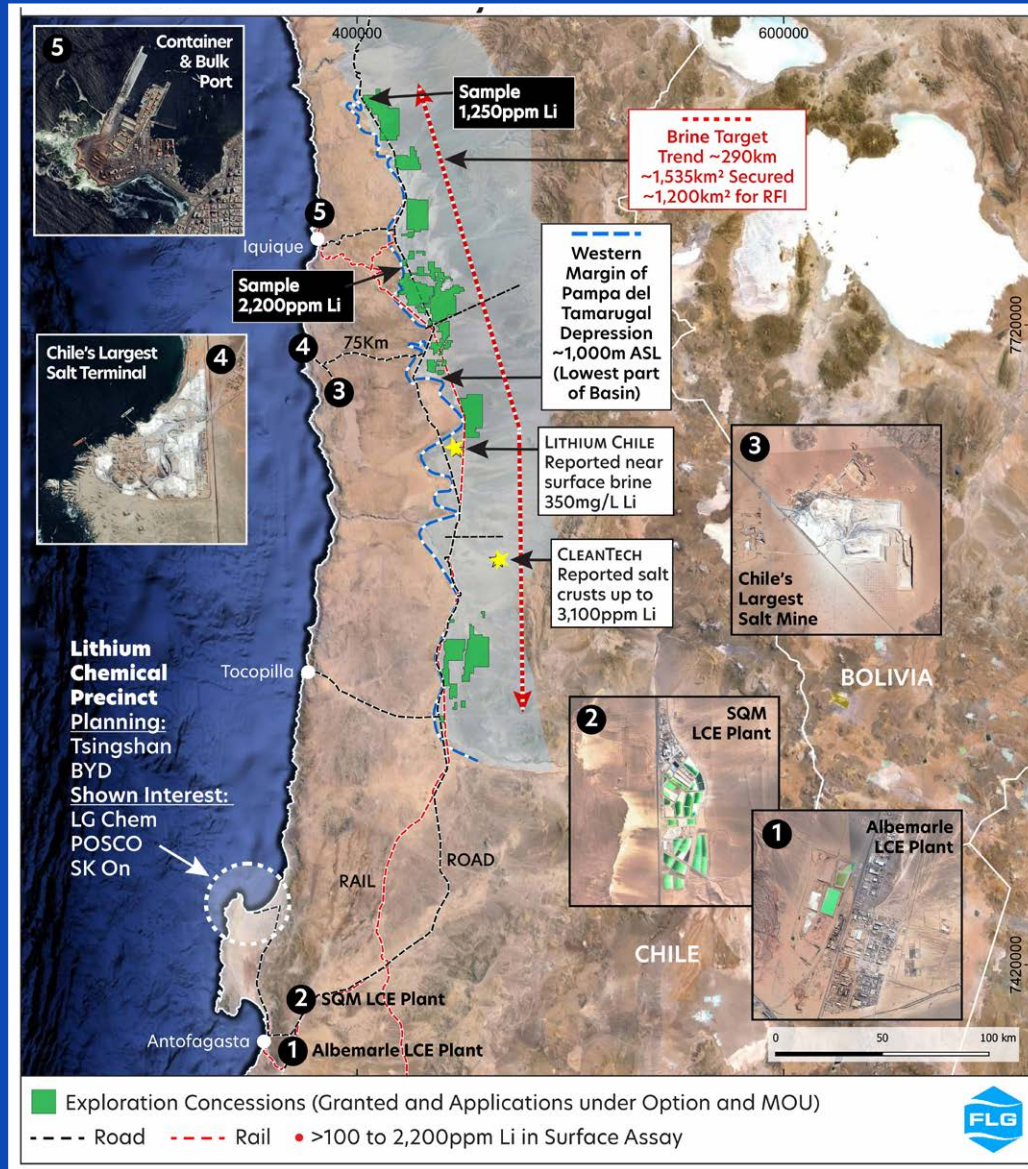 400000
600000
5
Container
& Bulk
Port
Sample
1,250ppm Li
Brine Target
Trend ~290km
~1,535km² Secured
~1,200km² for RFI
5
Iquique
Sample
2,200ppm Li
Western
Margin of
Pampa del
Tamarugal
Depression
~1,000m ASL
(Lowest part
of Basin)
7720000
Chile's Largest
Salt Terminal
4
4
75Km
3
LITHIUM CHILE
Reported near
surface brine
350mg/L Li
3
Chile's
Largest
Salt Mine
CLEANTECH
Reported salt
crusts up to
3,100ppm Li
Tocopilla
BOLIVIA
Lithium
Chemical
Precinct
Planning:
Tsingshan
BYD
Shown Interest:
LG Chem
POSCO
SK On
2
SQM
LCE Plant
1
Albemarle
LCE Plant
RAIL
ROAD
CHILE
7420000
2 SQM LCE Plant
Antofagasta
1 Albemarle LCE Plant
0 50 100 km
Exploration Concessions (Granted and Applications under Option and MOU)
Road Rail >100 to 2,200ppm Li in Surface Assay
FLG